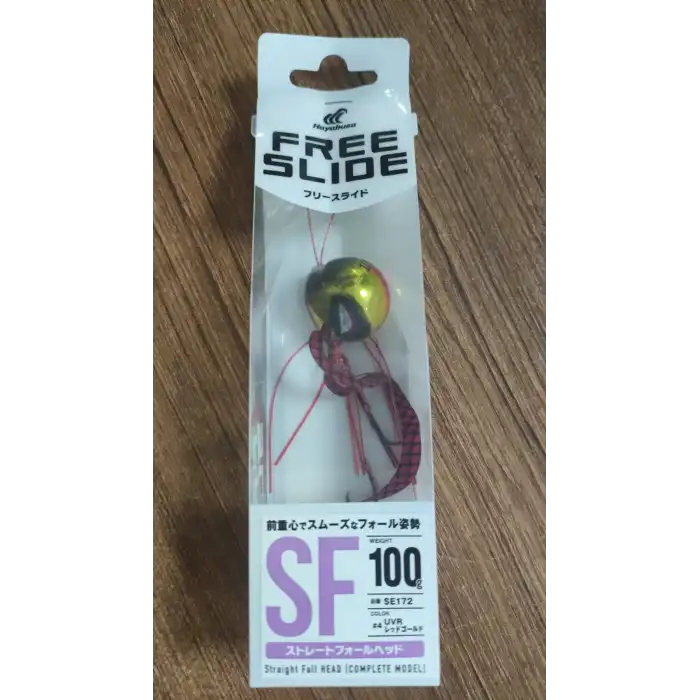 Hayabusa
FREE
SLIDE
フリースライド
前重心でスムーズなフォール姿勢
SF
WEIGHT
100g
品番 SE172
COLOR
#4 UVR
レッドゴールド
ストレートフォールヘッド
Straight Fall HEAD [COMPLETE MODEL]